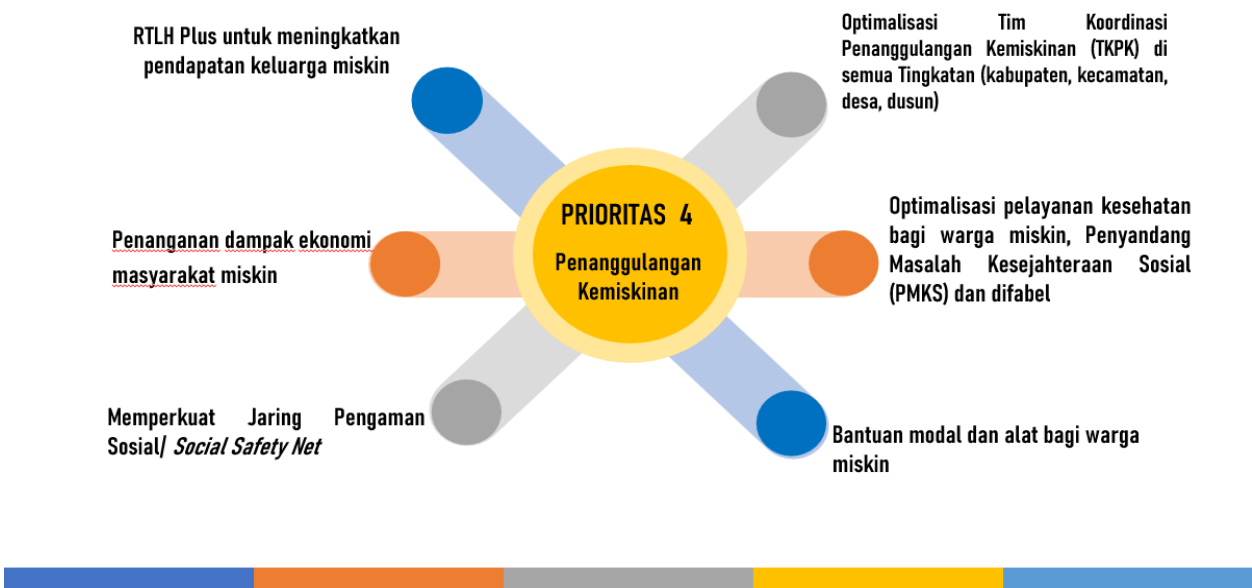 RTLH Plus untuk meningkatkan
pendapatan keluarga miskin
Optimalisasi Tim Koordinasi
Penanggulangan Kemiskinan (TKPK) di
semua Tingkatan (kabupaten, kecamatan,
desa, dusun)
PRIORITAS 4
Penanggulangan
Kemiskinan
Penanganan dampak ekonomi
masyarakat miskin
Optimalisasi pelayanan kesehatan
bagi warga miskin, Penyandang
Masalah Kesejahteraan Sosial
(PMKS) dan difabel
Memperkuat Jaring Pengaman
Sosial/ Social Safety Net
Bantuan modal dan alat bagi warga
miskin